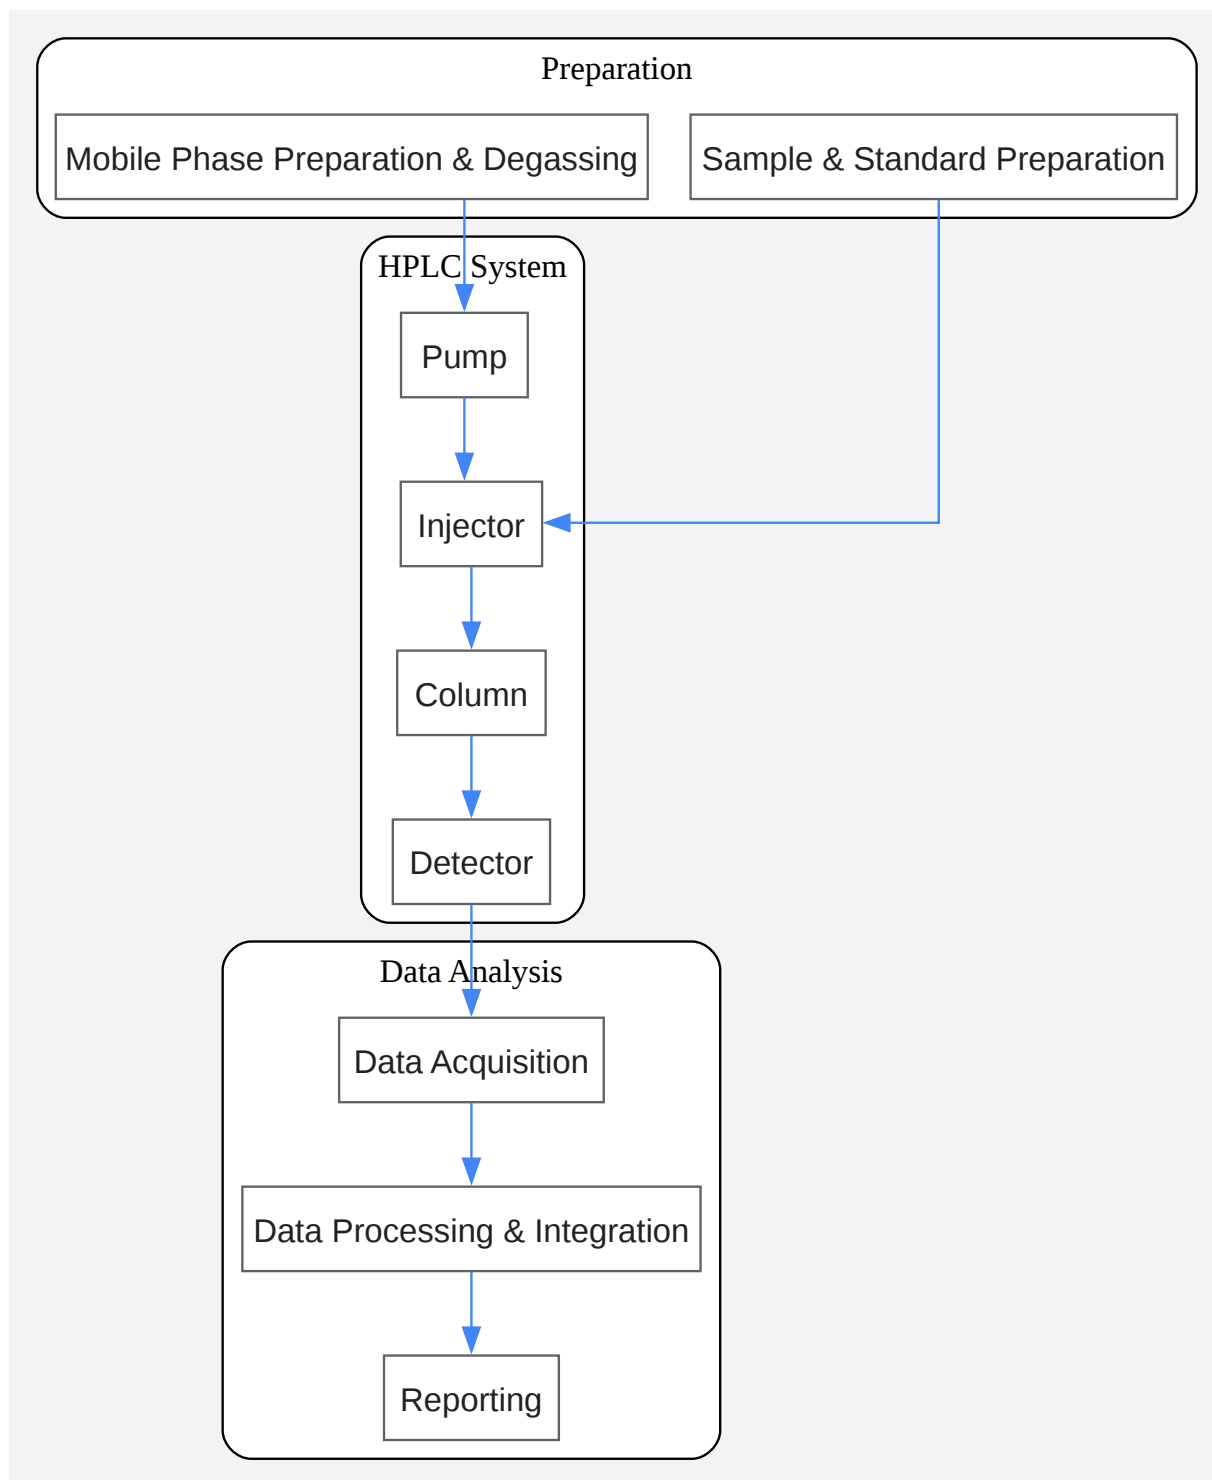 Preparation
Mobile Phase Preparation & Degassing
Sample & Standard Preparation
HPLC System
Pump
Injector
Column
Detector
Data Analysis
Data Acquisition
Data Processing & Integration
Reporting